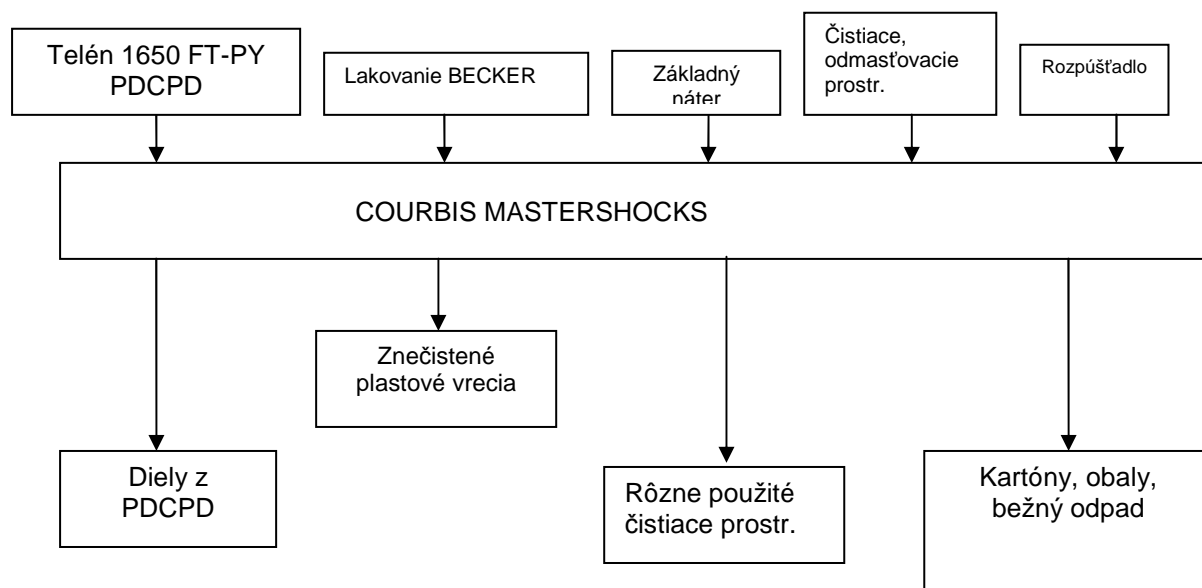 Telén 1650 FT-PY
PDCPD
Lakovanie BECKER
Základný
náter
Čistiace,
odmasťovacie
prostr.
Rozpúšťadlo
COURBIS MASTERSHOCKS
Znečistené
plastové vrecia
Diely z
PDCPD
Rôzne použité
čistiace prostr.
Kartóny, obaly,
bežný odpad